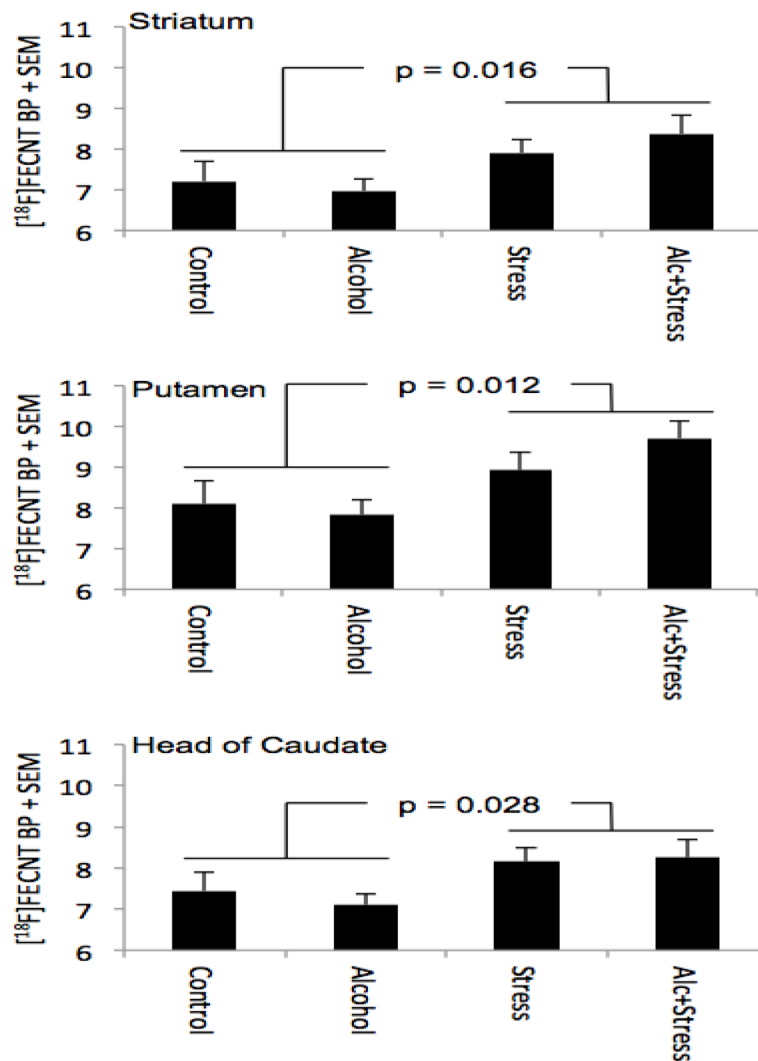 Striatum
[¹⁸F]FECNT BP + SEM
11
10
9
8
7
6
p = 0.016
Control
Alcohol
Stress
Alc+Stress
Putamen
[¹⁸F]FECNT BP + SEM
11
10
9
8
7
6
p = 0.012
Control
Alcohol
Stress
Alc+Stress
Head of Caudate
[¹⁸F]FECNT BP + SEM
11
10
9
8
7
6
p = 0.028
Control
Alcohol
Stress
Alc+Stress